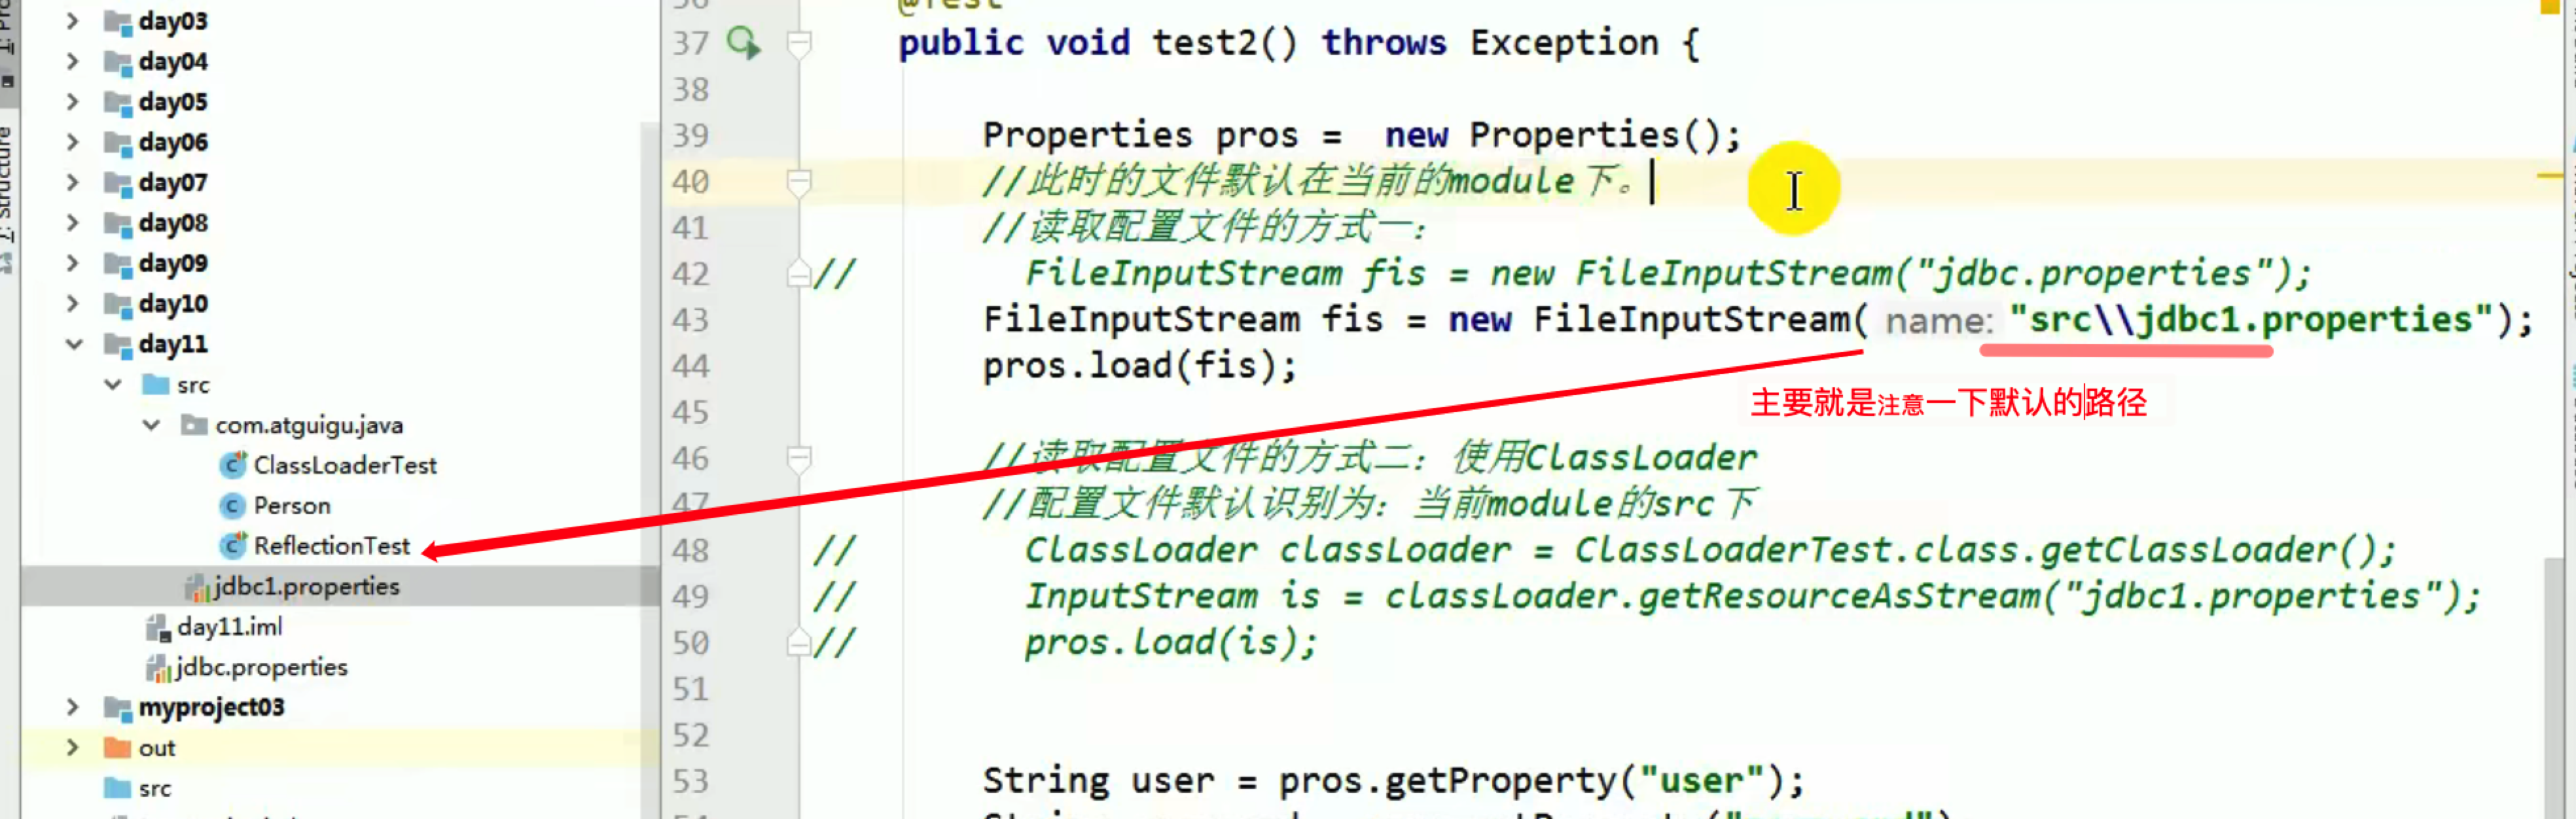 day03
day04
day05
day06
day07
day08
day09
day10
day11
src
com.atguigu.java
ClassLoaderTest
Person
ReflectionTest
jdbc1.properties
day11.iml
jdbc.properties
myproject03
out
src
Structure
@Test
37 public void test2() throws Exception {
38
39 Properties pros =  new Properties();
40 //此时的文件默认在当前的module下。
41 //读取配置文件的方式一：
42 // FileInputStream fis = new FileInputStream("jdbc.properties");
43 FileInputStream fis = new FileInputStream( name: "src\\jdbc1.properties");
44 pros.load(fis);
主要就是注意一下默认的路径
45
46 //读取配置文件的方式二：使用ClassLoader
47 //配置文件默认识别为：当前module的src下
48 // ClassLoader classLoader = ClassLoaderTest.class.getClassLoader();
49 // InputStream is = classLoader.getResourceAsStream("jdbc1.properties");
50 // pros.load(is);
51
52
53 String user = pros.getProperty("user");